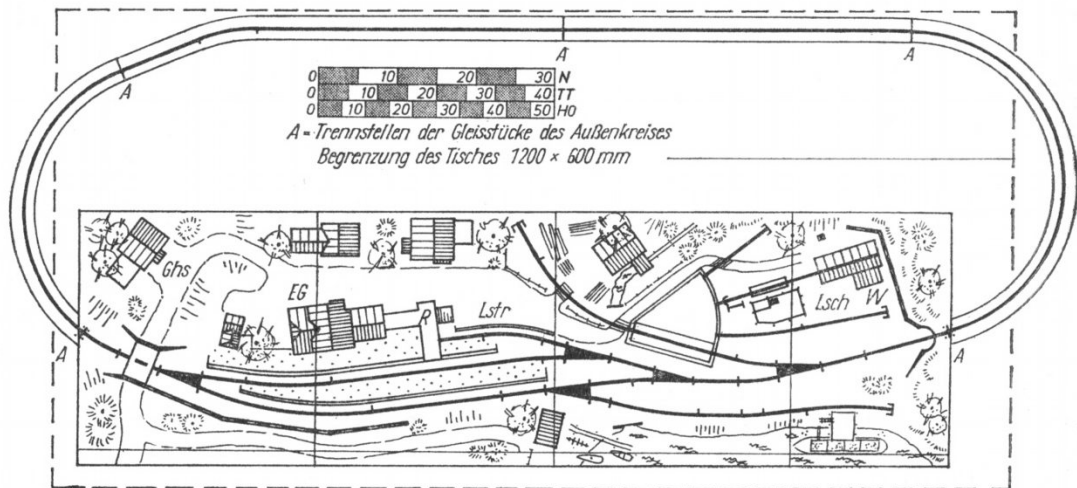 A
A
A
0 10 20 30 N
0 10 20 30 40 TT
0 10 20 30 40 50 H0
A = Trennstellen der Gleisstücke des Außenkreises
Begrenzung des Tisches 1200 × 600 mm
Ghs
EG
R
Lstr
Lsch
W
A
A